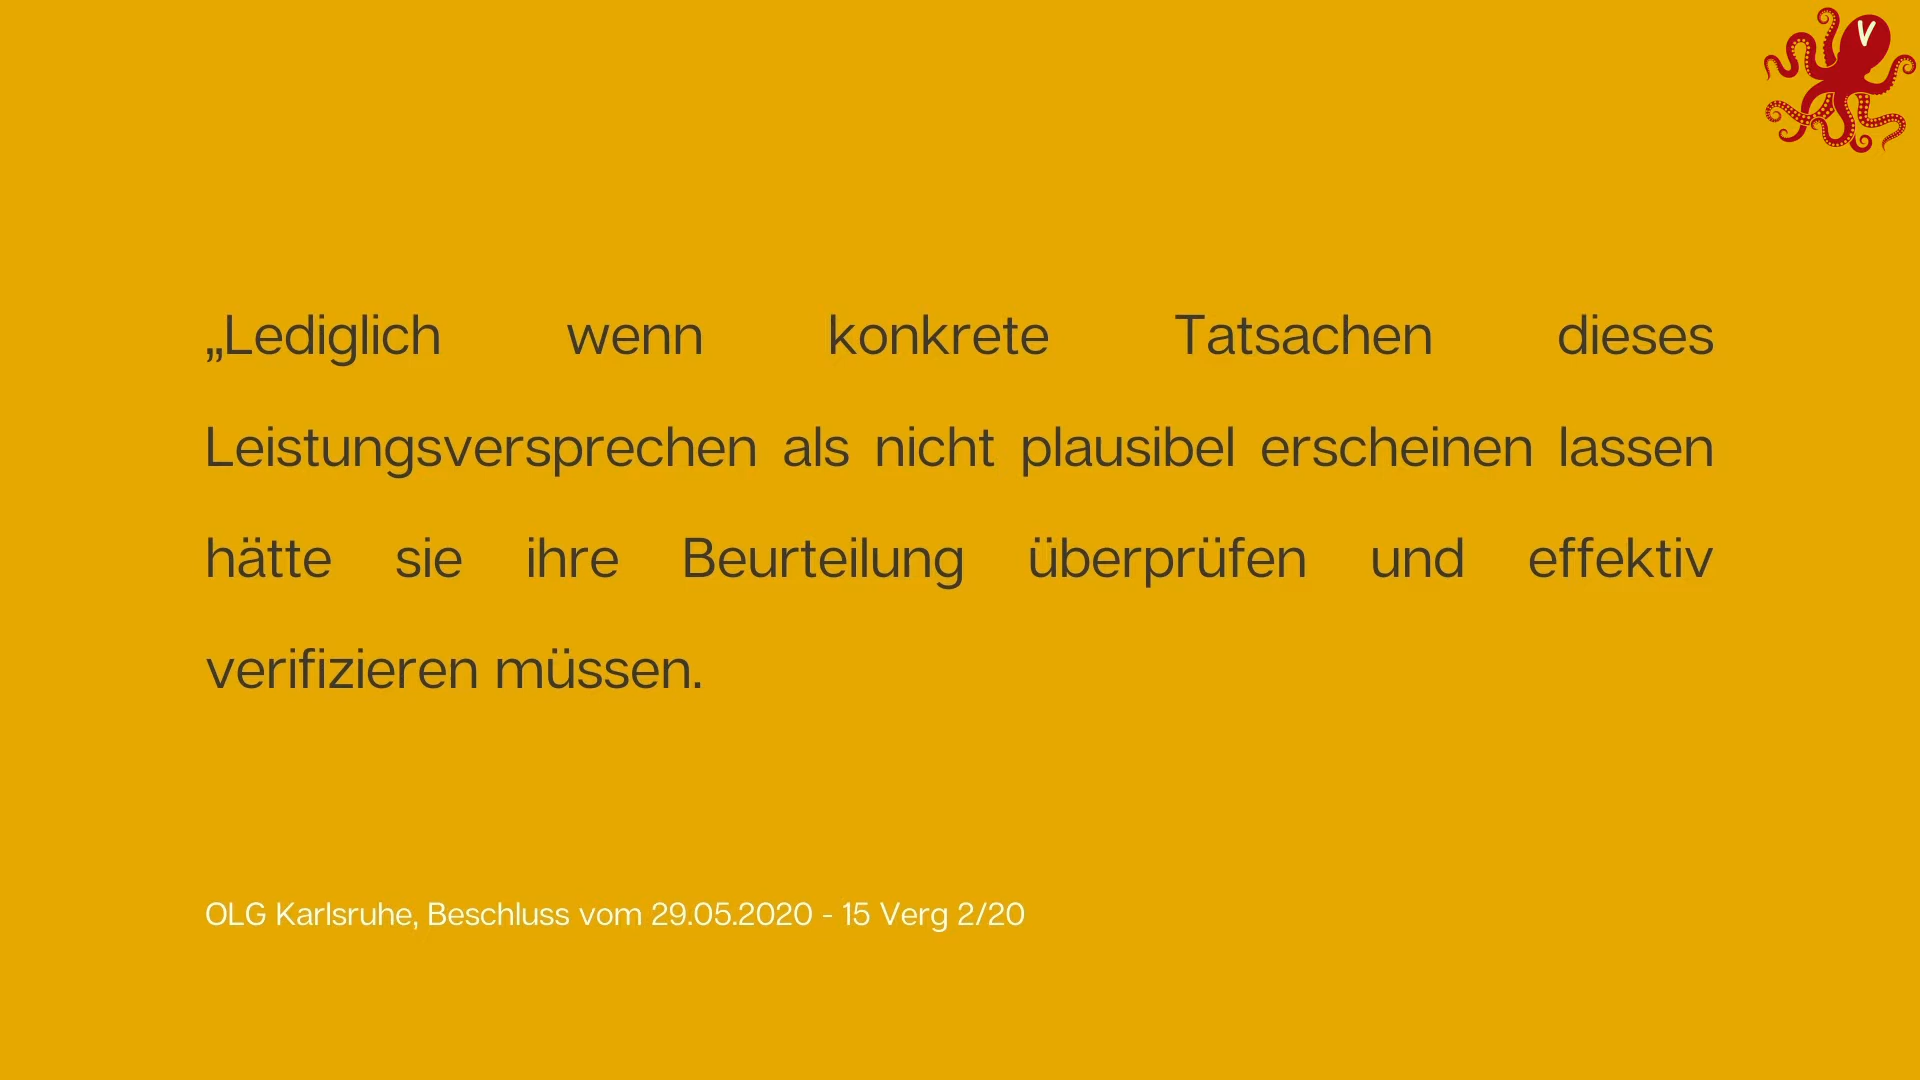 V
„Lediglich wenn konkrete Tatsachen dieses
Leistungsversprechen als nicht plausibel erscheinen lassen
hätte sie ihre Beurteilung überprüfen und effektiv
verifizieren müssen.
OLG Karlsruhe, Beschluss vom 29.05.2020 - 15 Verg 2/20